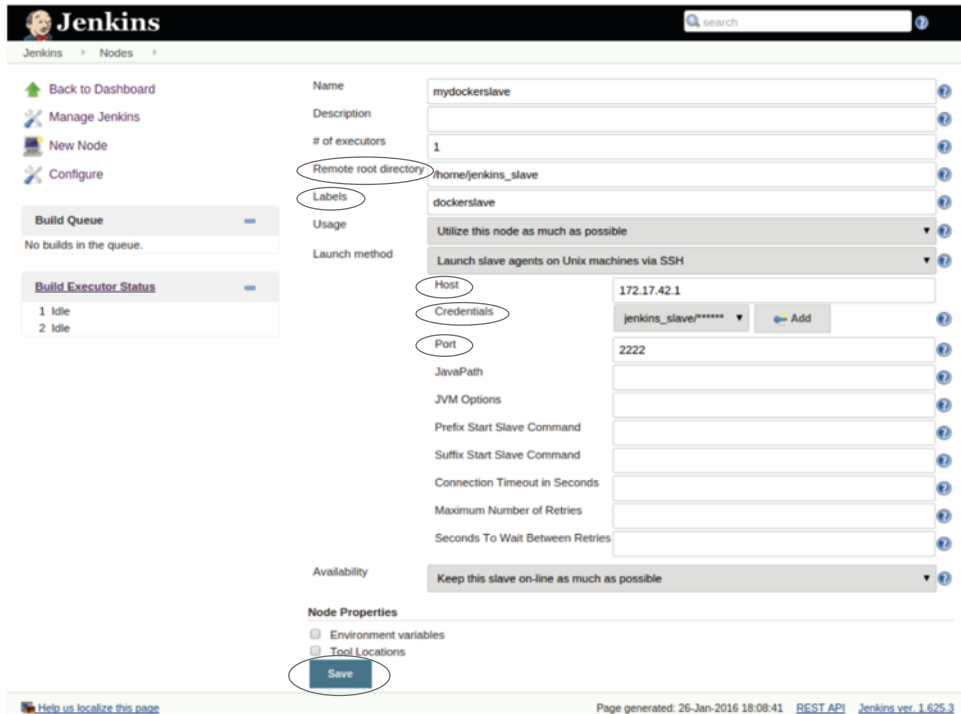 Jenkins
search
Jenkins Nodes
Back to Dashboard
Manage Jenkins
New Node
Configure
Build Queue
No builds in the queue.
Build Executor Status
1 Idle
2 Idle
Name mydockerslave
Description
# of executors 1
Remote root directory /home/jenkins_slave
Labels dockerslave
Usage Utilize this node as much as possible
Launch method Launch slave agents on Unix machines via SSH
Host 172.17.42.1
Credentials jenkins_slave/****** Add
Port 2222
JavaPath
JVM Options
Prefix Start Slave Command
Suffix Start Slave Command
Connection Timeout in Seconds
Maximum Number of Retries
Seconds To Wait Between Retries
Availability Keep this slave on-line as much as possible
Node Properties
Environment variables
Tool Locations
Save
Help us localize this page Page generated: 26-Jan-2016 18:08:41 REST API Jenkins ver. 1.625.3